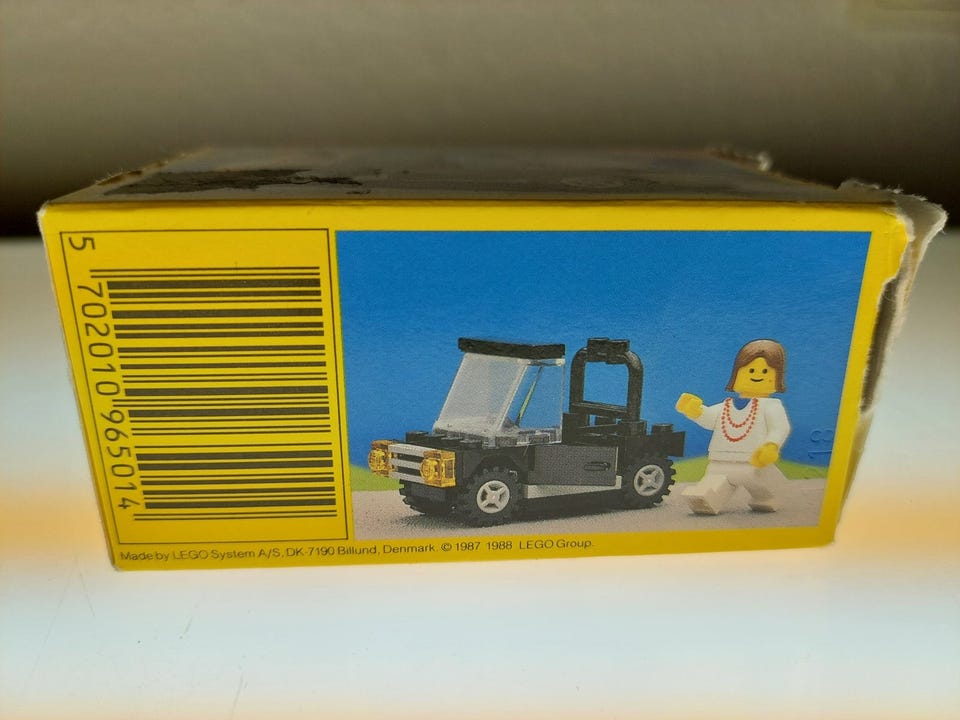 5 702010 965014
Made by LEGO System A/S, DK-7190 Billund, Denmark. © 1987 1988 LEGO Group.